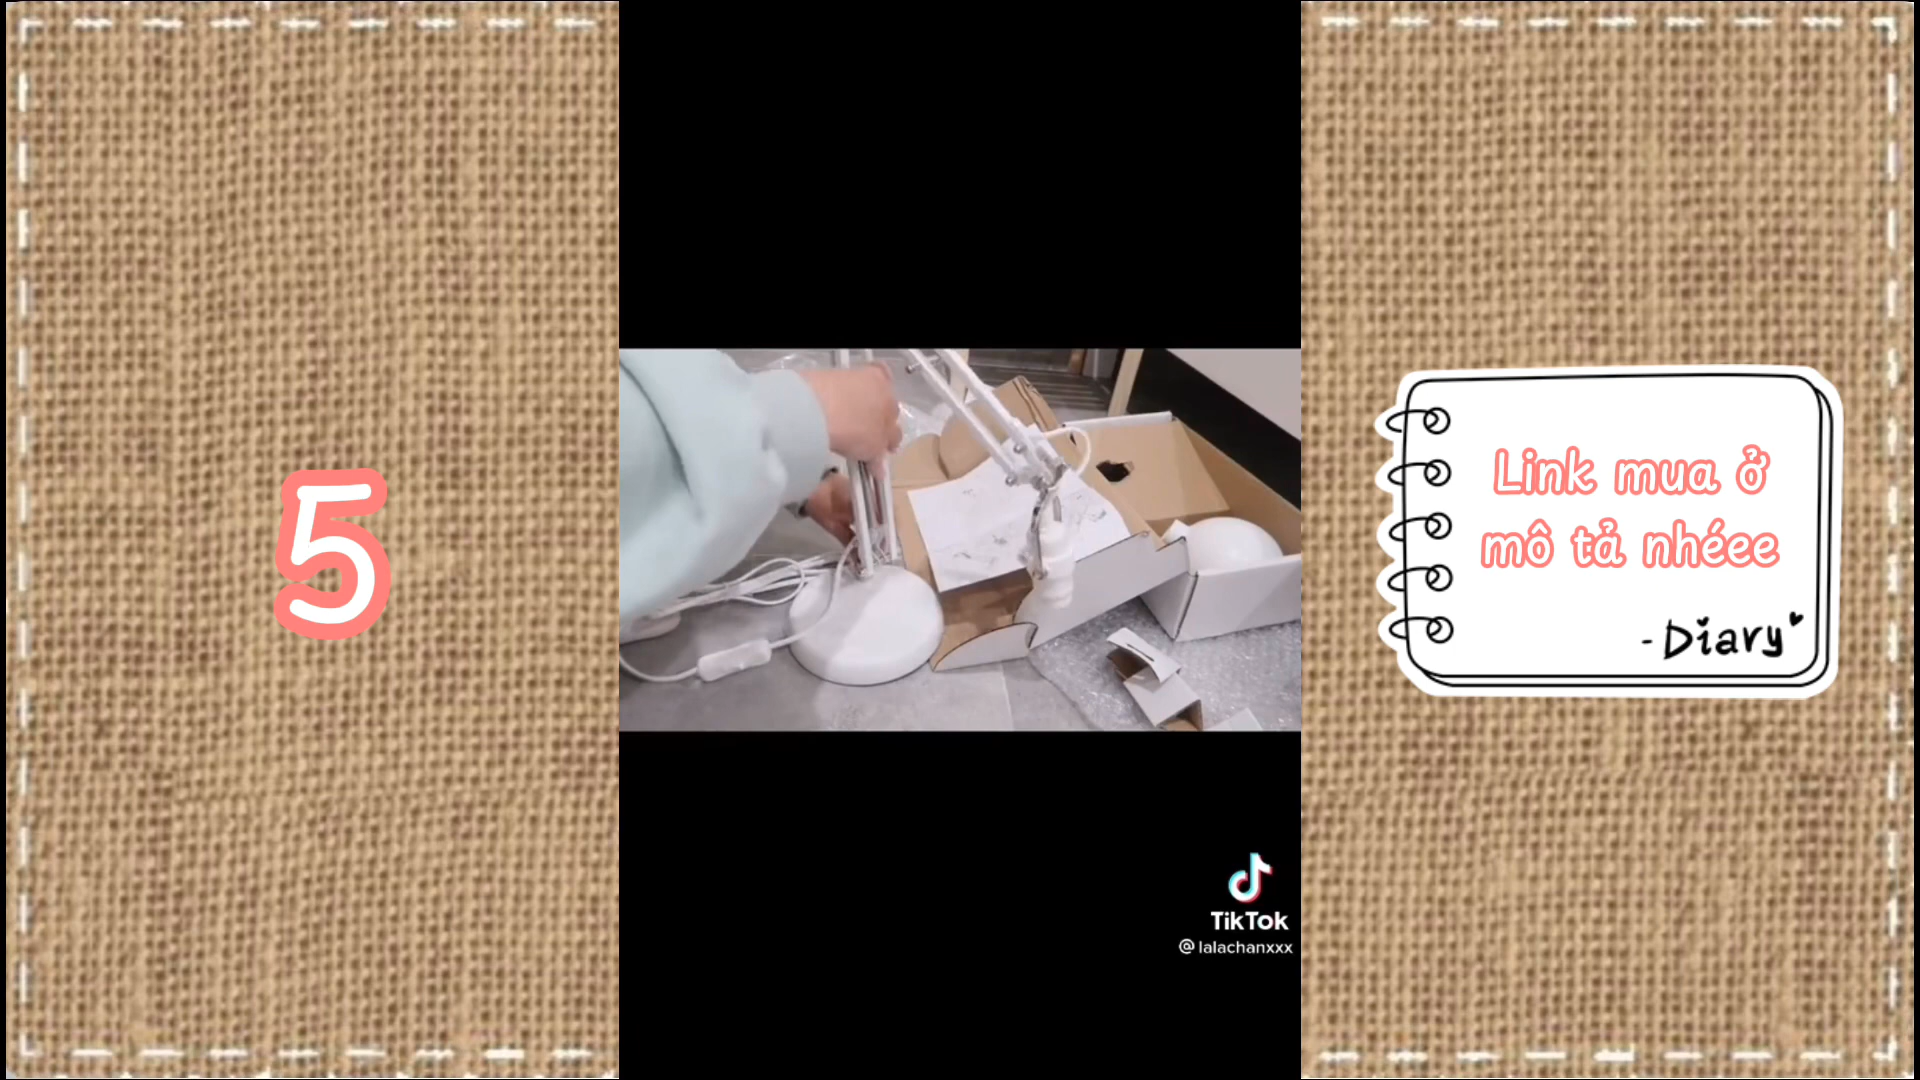 5
Link mua ở
mô tả nhéee
-Diary
TikTok
@lalachanxxx